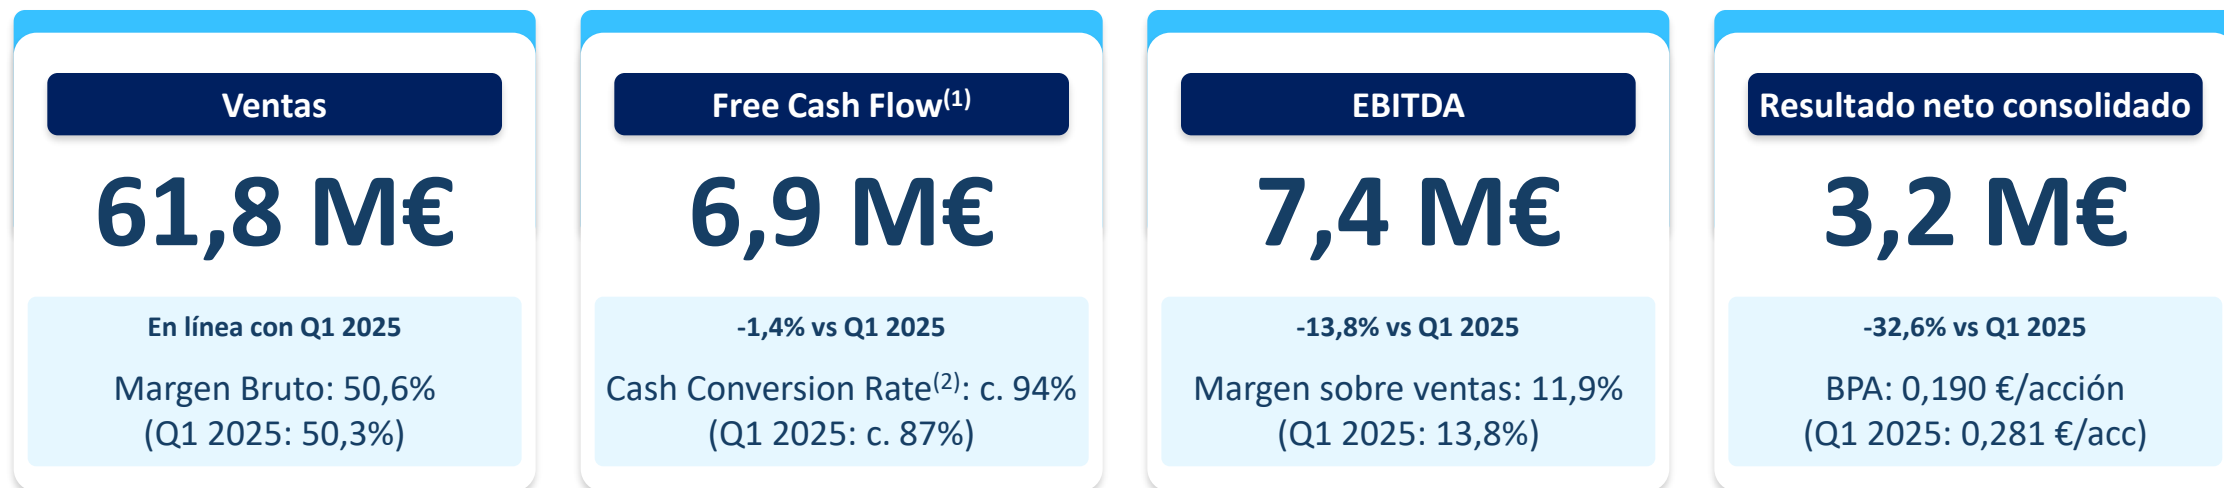 Ventas
61,8 M€
En línea con Q1 2025
Margen Bruto: 50,6%
(Q1 2025: 50,3%)
Free Cash Flow(1)
6,9 M€
-1,4% vs Q1 2025
Cash Conversion Rate(2): c. 94%
(Q1 2025: c. 87%)
EBITDA
7,4 M€
-13,8% vs Q1 2025
Margen sobre ventas: 11,9%
(Q1 2025: 13,8%)
Resultado neto consolidado
3,2 M€
-32,6% vs Q1 2025
BPA: 0,190 €/acción
(Q1 2025: 0,281 €/acc)